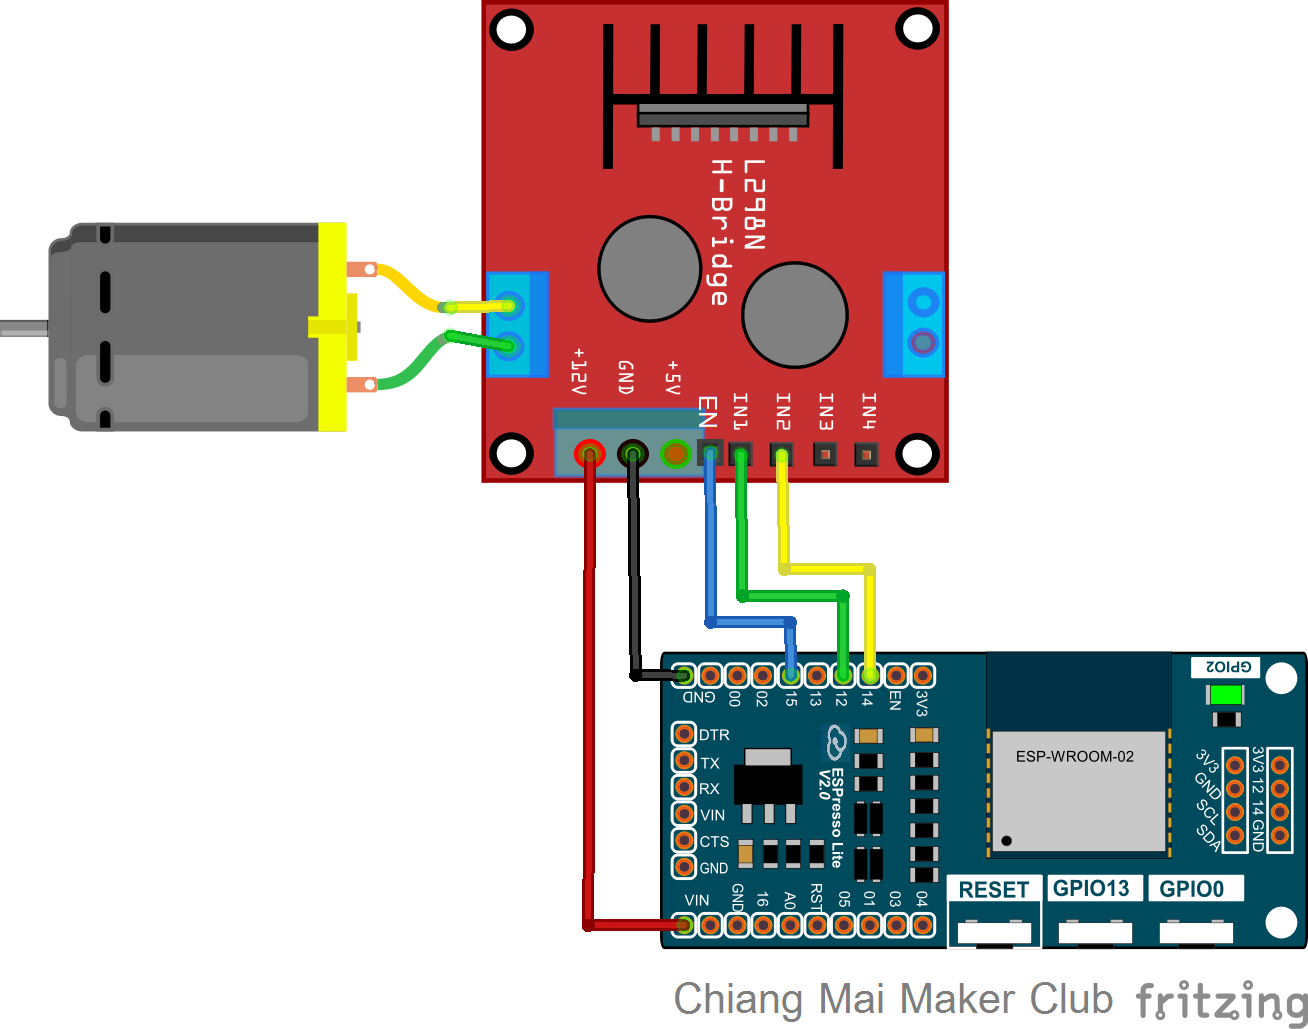 L298N
H-Bridge
+12V
GND
+5V
EN
IN1
IN2
IN3
IN4
GPIO2
GND
00
02
15
13
12
14
EN
3V3
DTR
TX
RX
VIN
CTS
GND
ESPresso Lite
V2.0
ESP-WROOM-02
3V3
GND
SCL
SDA
3V3 12 14 GND
VIN
GND
16
A0
RST
05
01
03
04
RESET
GPIO13
GPIO0
Chiang Mai Maker Club
fritzing